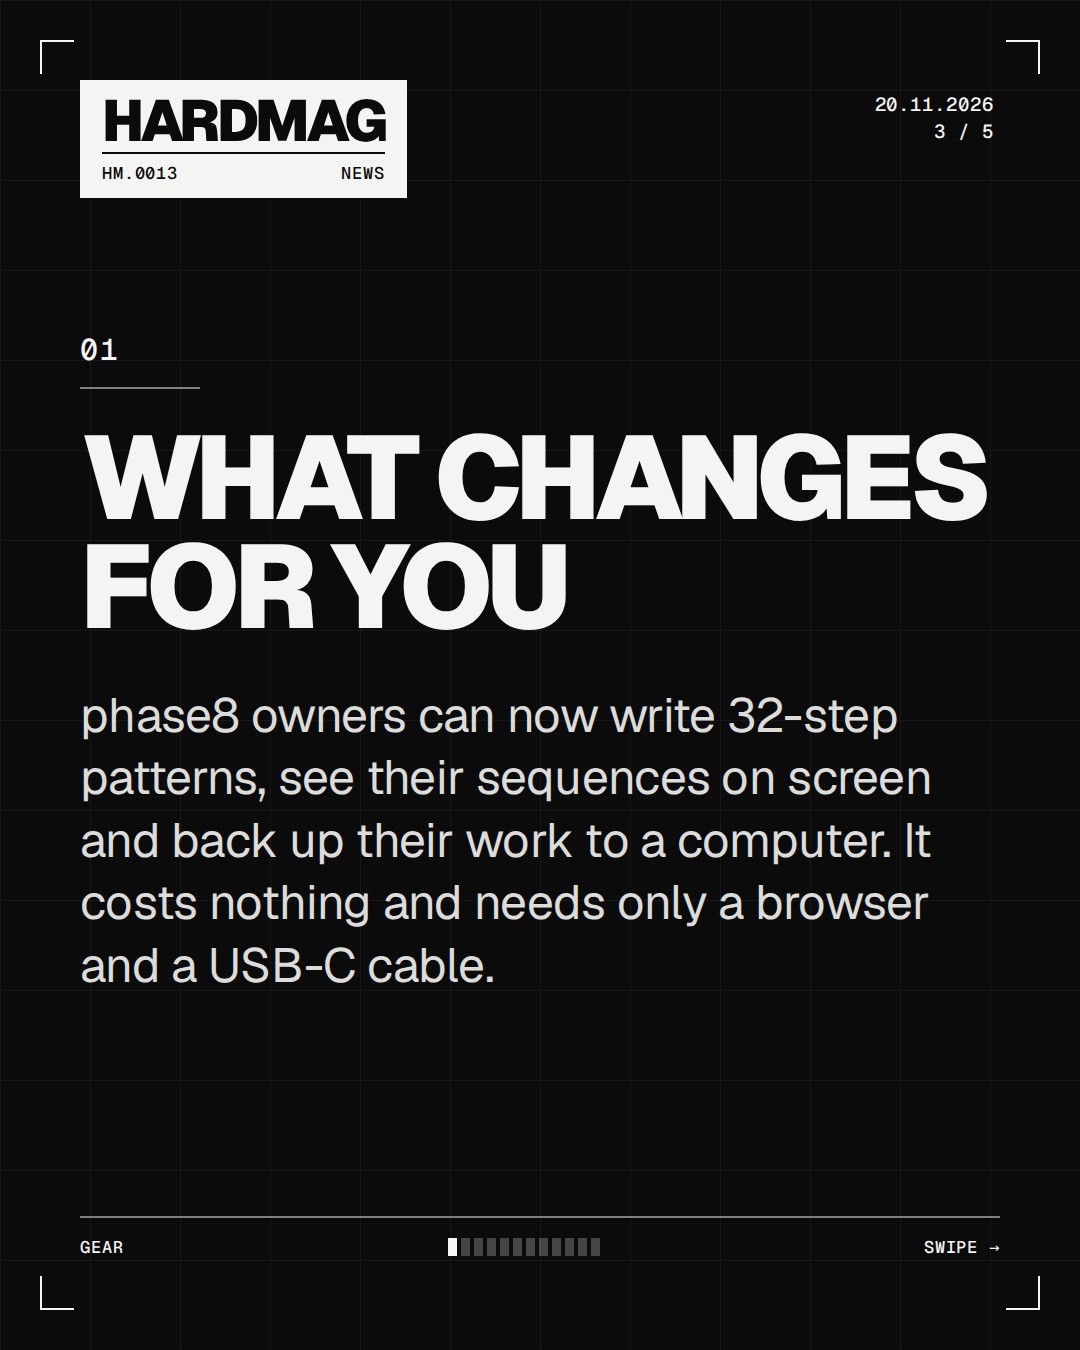 HARDMAG
HM.0013 NEWS
20.11.2026
3 / 5
01
WHAT CHANGES
FOR YOU
phase8 owners can now write 32-step
patterns, see their sequences on screen
and back up their work to a computer. It
costs nothing and needs only a browser
and a USB-C cable.
GEAR
SWIPE →